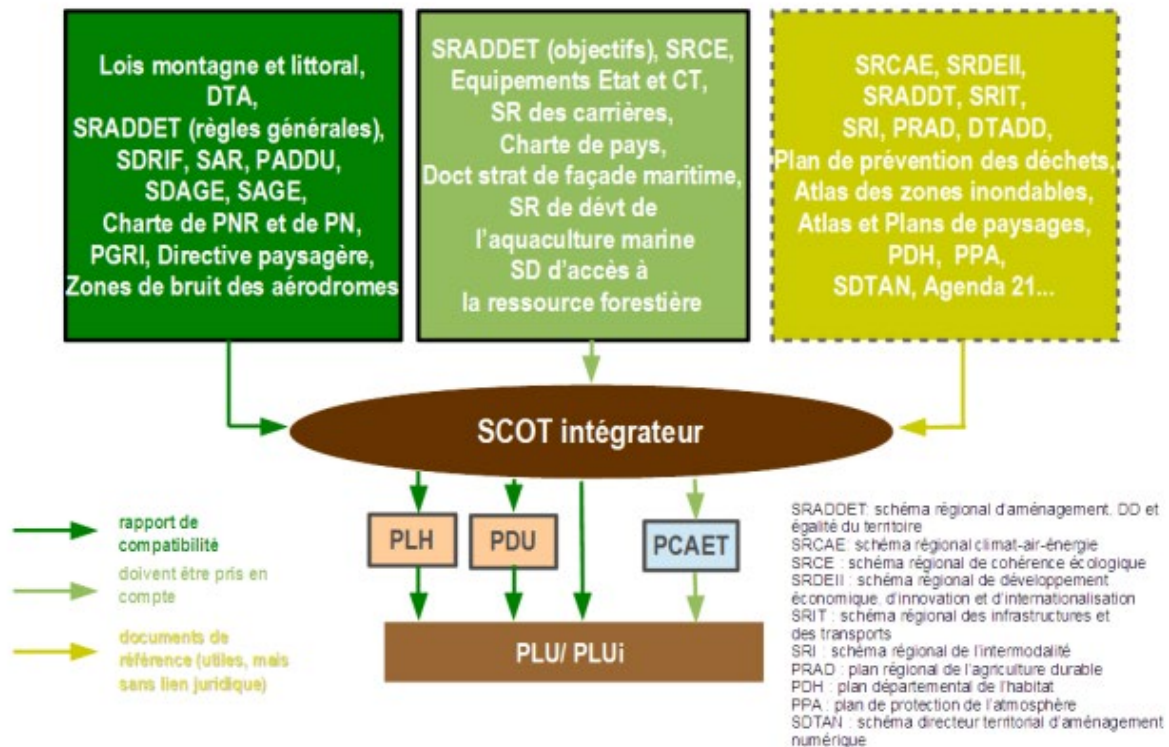 Lois montagne et littoral,
DTA,
SRADDET (règles générales),
SDRIF, SAR, PADDU,
SDAGE, SAGE,
Charte de PNR et de PN,
PGRI, Directive paysagère,
Zones de bruit des aérodromes
SRADDET (objectifs), SRCE,
Equipements Etat et CT,
SR des carrières,
Charte de pays,
Doct strat de façade maritime,
SR de dévt de
l'aquaculture marine
SD d'accès à
la ressource forestière
SRCAE, SRDEII,
SRADDT, SRIT,
SRI, PRAD, DTADD,
Plan de prévention des déchets,
Atlas des zones inondables,
Atlas et Plans de paysages,
PDH, PPA,
SDTAN, Agenda 21...
SCOT intégrateur
PLH
PDU
PCAET
PLU/ PLUi
rapport de
compatibilité
doivent être pris en
compte
documents de
référence (utiles, mais
sans lien juridique)
SRADDET: schéma régional d'aménagement, DD et
égalité du territoire
SRCAE: schéma régional climat-air-énergie
SRCE : schéma régional de cohérence écologique
SRDEII : schéma régional de développement
économique, d'innovation et d'internationalisation
SRIT : schéma régional des infrastructures et
des transports
SRI : schéma régional de l'intermodalité
PRAD : plan régional de l'agriculture durable
PDH : plan départemental de l'habitat
PPA : plan de protection de l'atmosphère
SDTAN : schéma directeur territorial d'aménagement
numérique